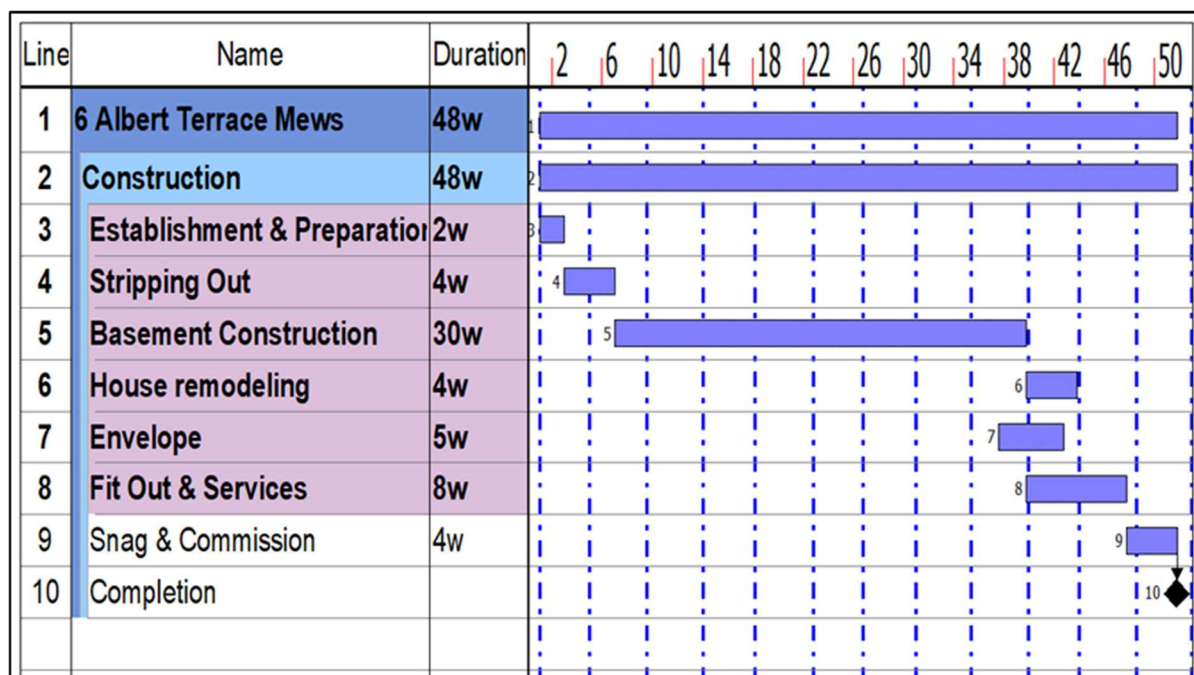 Line Name Duration 2 6 10 14 18 22 26 30 34 38 42 46 50
1 6 Albert Terrace Mews 48w 1
2 Construction 48w 2
3 Establishment & Preparation 2w 3
4 Stripping Out 4w 4
5 Basement Construction 30w 5
6 House remodeling 4w 6
7 Envelope 5w 7
8 Fit Out & Services 8w 8
9 Snag & Commission 4w 9
10 Completion 10